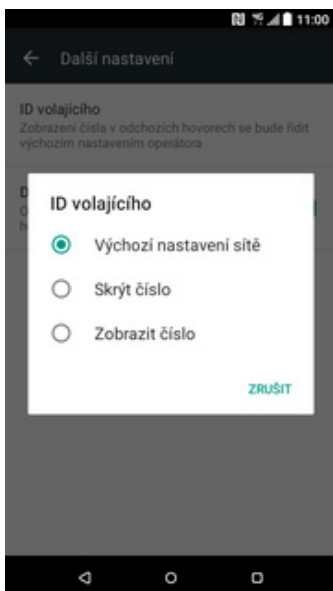 11:00
Další nastavení
ID volajícího
Zobrazení čísla v odchozích hovorech se bude řídit
výchozím nastavením operátora
D
O
h
ID volajícího
Výchozí nastavení sítě
Skrýt číslo
Zobrazit číslo
ZRUŠIT